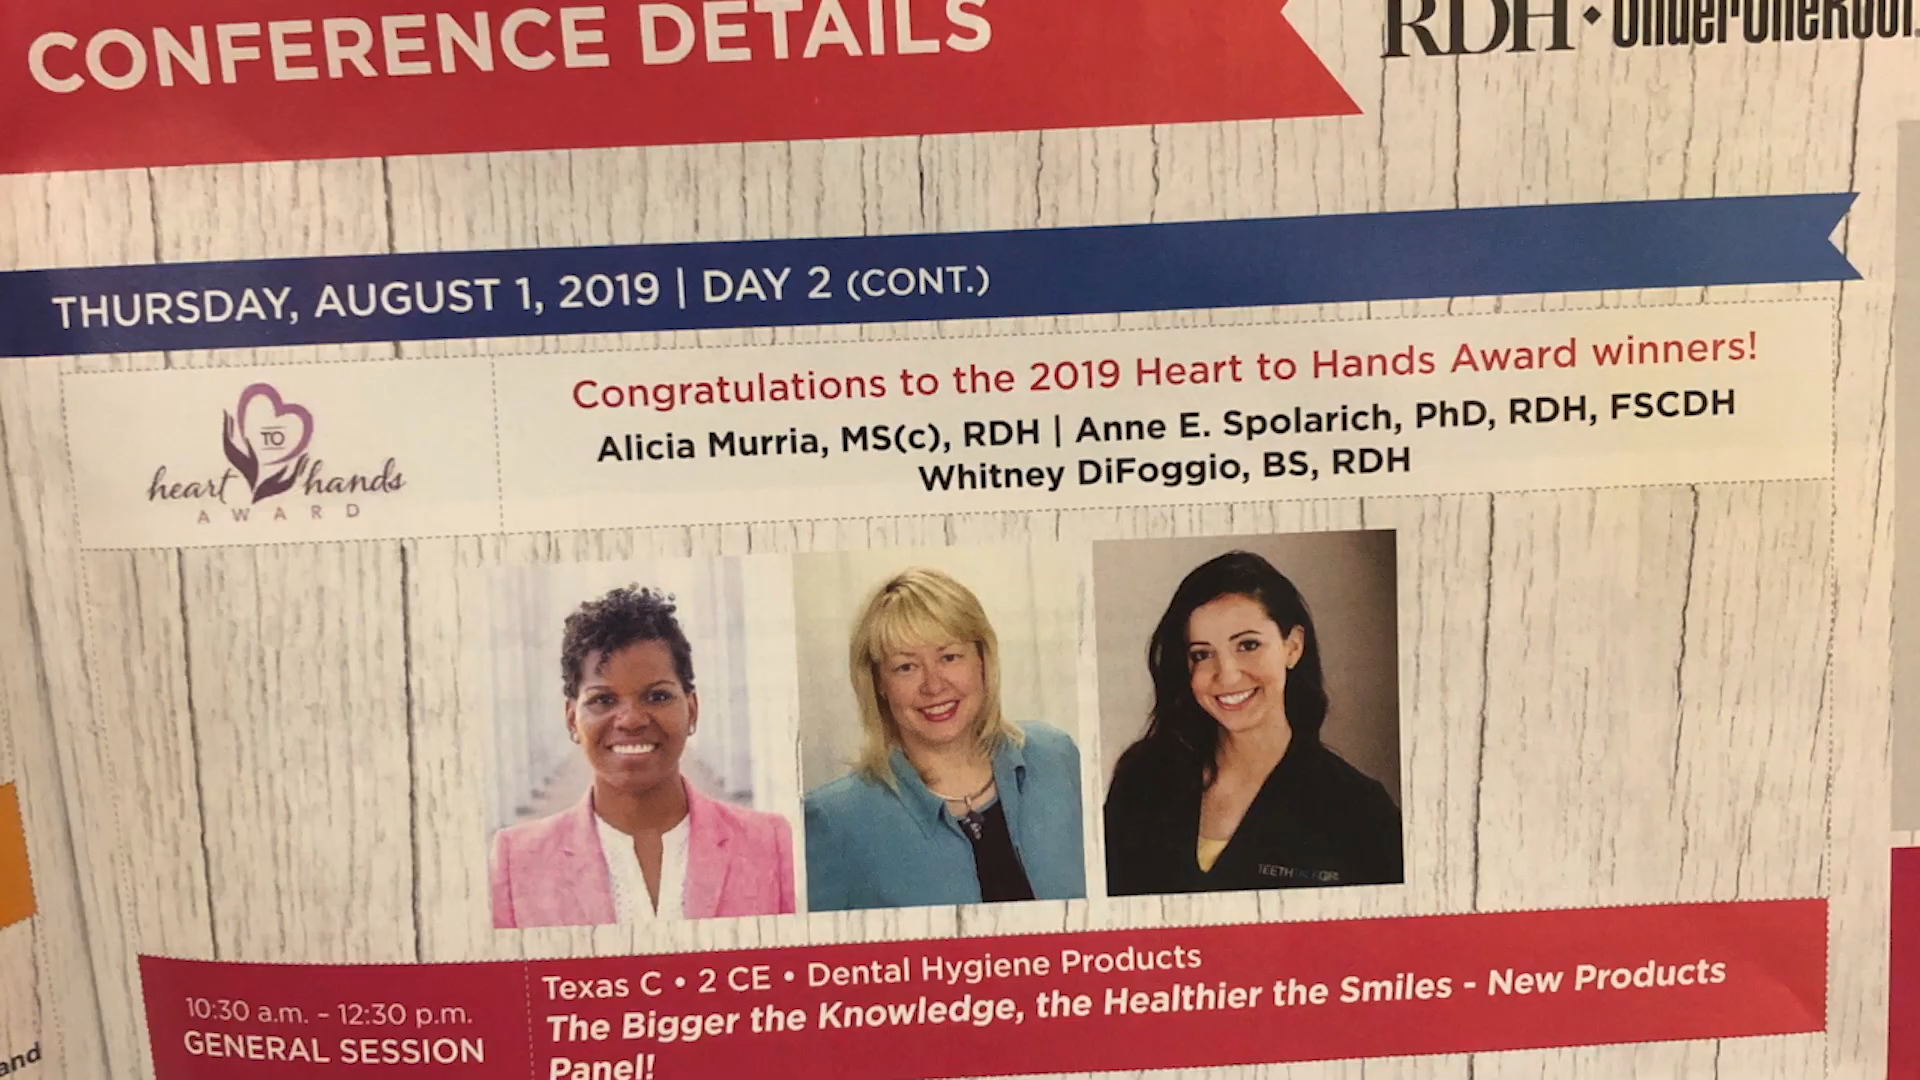 CONFERENCE DETAILS
RDH • UnderOneRoof
THURSDAY, AUGUST 1, 2019 | DAY 2 (CONT.)
heart TO hands
AWARD
Congratulations to the 2019 Heart to Hands Award winners!
Alicia Murria, MS(c), RDH | Anne E. Spolarich, PhD, RDH, FSCDH
Whitney DiFoggio, BS, RDH
TEETH
10:30 a.m. – 12:30 p.m.
GENERAL SESSION
Texas C • 2 CE • Dental Hygiene Products
The Bigger the Knowledge, the Healthier the Smiles - New Products
Panel!
and